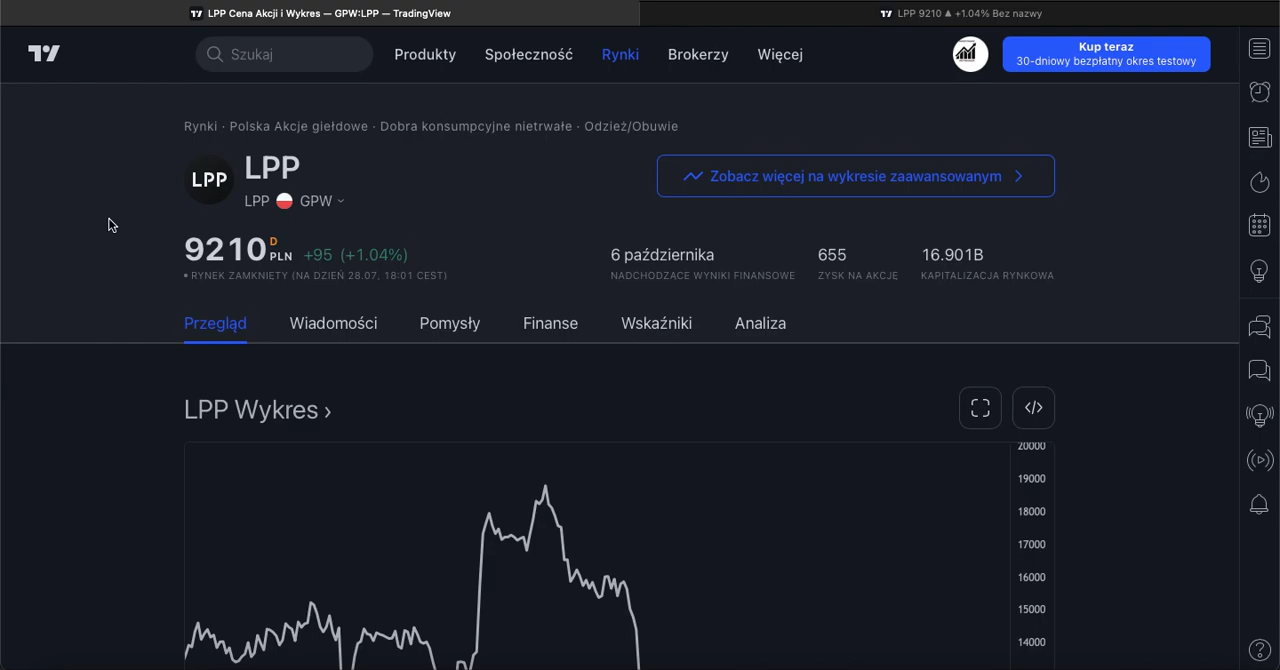 LPP Cena Akcji i Wykres — GPW:LPP — TradingView
LPP 9210 ▲ +1.04% Bez nazwy
Szukaj
Produkty
Społeczność
Rynki
Brokerzy
Więcej
Kup teraz
30-dniowy bezpłatny okres testowy
Rynki · Polska Akcje giełdowe · Dobra konsumpcyjne nietrwałe · Odzież/Obuwie
LPP
LPP
LPP GPW
Zobacz więcej na wykresie zaawansowanym
9210 D PLN +95 (+1.04%)
• RYNEK ZAMKNIĘTY (NA DZIEŃ 28.07, 18:01 CEST)
6 października
NADCHODZĄCE WYNIKI FINANSOWE
655
ZYSK NA AKCJE
16.901B
KAPITALIZACJA RYNKOWA
Przegląd
Wiadomości
Pomysły
Finanse
Wskaźniki
Analiza
LPP Wykres ›
20000
19000
18000
17000
16000
15000
14000